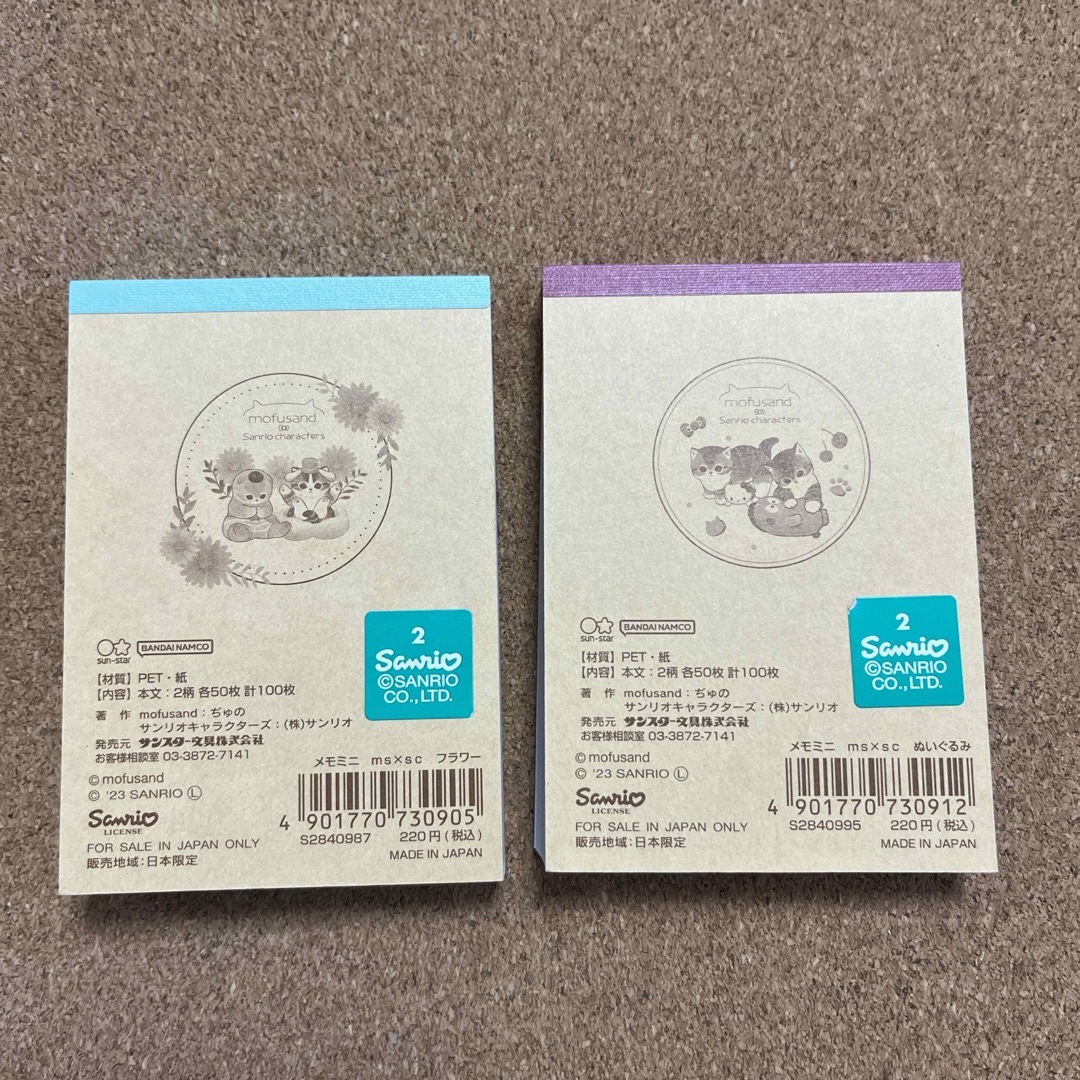 mofusand
Sanrio characters
sun-star BANDAI NAMCO
【材質】PET・紙
【内容】本文：2柄 各50枚 計100枚
著 作 mofusand：ぢゅの
サンリオキャラクターズ：(株)サンリオ
発売元 サンスター文具株式会社
お客様相談室 03-3872-7141
2
Sanrio
©SANRIO
CO., LTD.
©mofusand
© '23 SANRIO Ⓛ
Sanrio
LICENSE
FOR SALE IN JAPAN ONLY
販売地域：日本限定
メモミニ ms×sc フラワー
4 901770 730905
S2840987 220円(税込)
MADE IN JAPAN
mofusand
Sanrio characters
sun-star BANDAI NAMCO
【材質】PET・紙
【内容】本文：2柄 各50枚 計100枚
著 作 mofusand：ぢゅの
サンリオキャラクターズ：(株)サンリオ
発売元 サンスター文具株式会社
お客様相談室 03-3872-7141
2
Sanrio
©SANRIO
CO., LTD.
©mofusand
© '23 SANRIO Ⓛ
Sanrio
LICENSE
FOR SALE IN JAPAN ONLY
販売地域：日本限定
メモミニ ms×sc ぬいぐるみ
4 901770 730912
S2840995 220円(税込)
MADE IN JAPAN